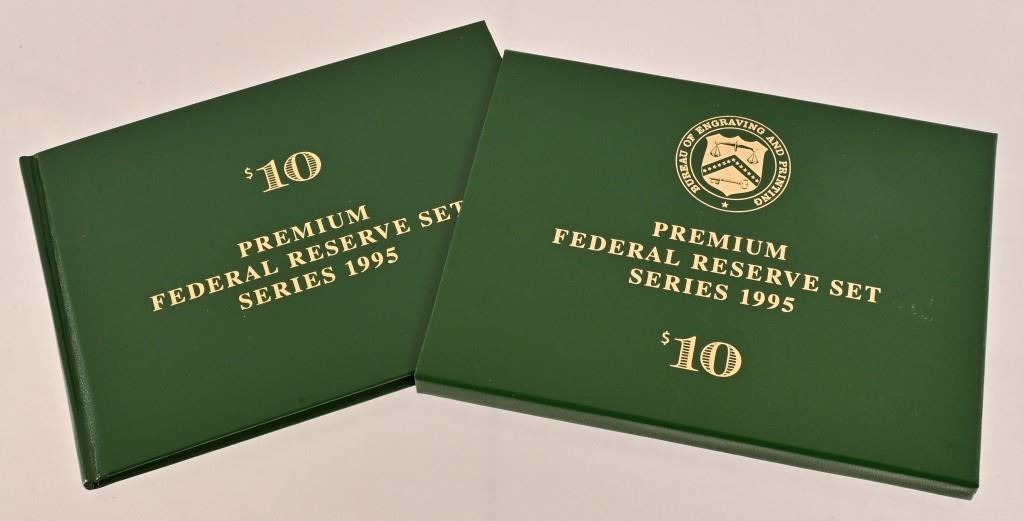 $10
PREMIUM
FEDERAL RESERVE SET
SERIES 1995
BUREAU OF ENGRAVING AND PRINTING
PREMIUM
FEDERAL RESERVE SET
SERIES 1995
$10